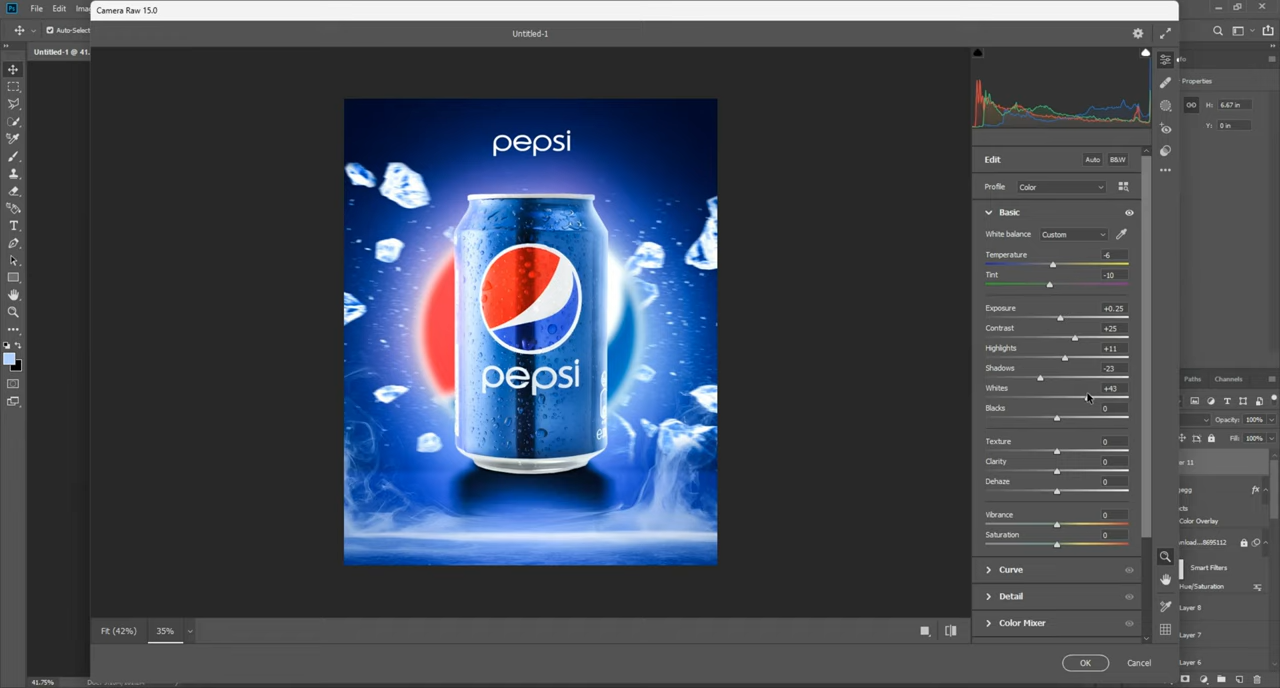 File Edit
Camera Raw 15.0
Auto-Select
Untitled-1
Untitled-1 @ 41.
Properties
H: 6.67 in
Y: 0 in
pepsi
pepsi
Edit Auto B&W
Profile Color
Basic
White balance Custom
Temperature -6
Tint -10
Exposure +0.25
Contrast +25
Highlights +11
Shadows -23
Whites +43
Blacks 0
Texture 0
Clarity 0
Dehaze 0
Vibrance 0
Saturation 0
Curve
Detail
Color Mixer
Paths Channels
Opacity: 100%
Fill: 100%
Color Overlay
Smart Filters
Hue/Saturation
Layer 8
Layer 7
Layer 6
Fit (42%) 35%
OK Cancel
41.75%